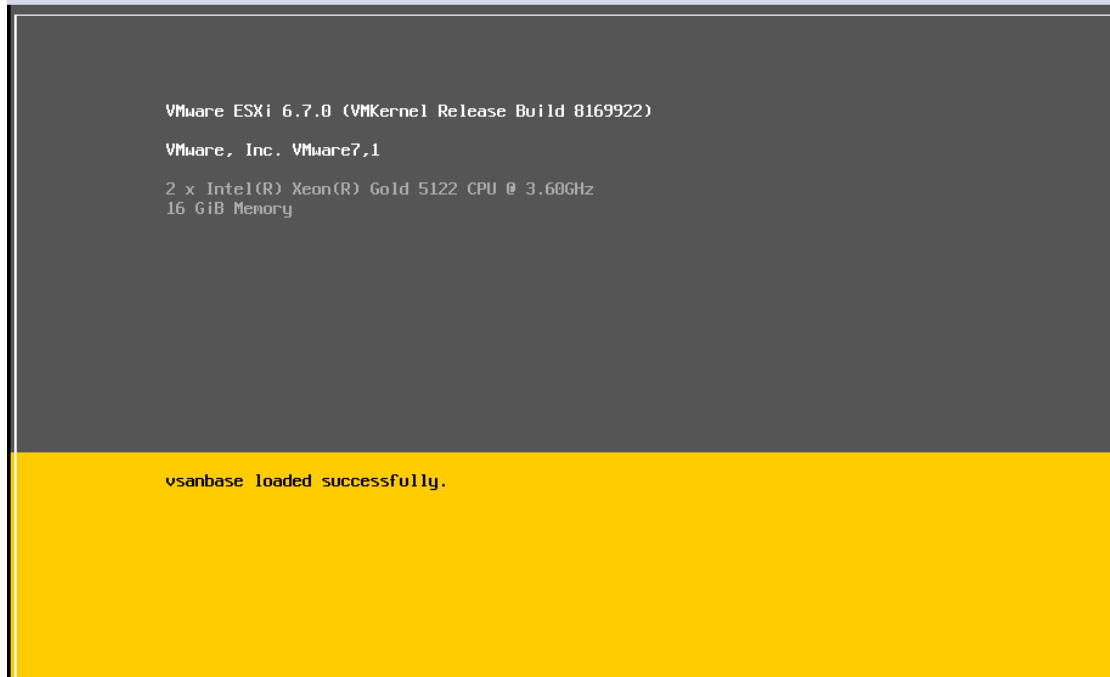 VMware ESXi 6.7.0 (VMKernel Release Build 8169922)
VMware, Inc. VMware7,1
2 x Intel(R) Xeon(R) Gold 5122 CPU @ 3.60GHz
16 GiB Memory
vsanbase loaded successfully.